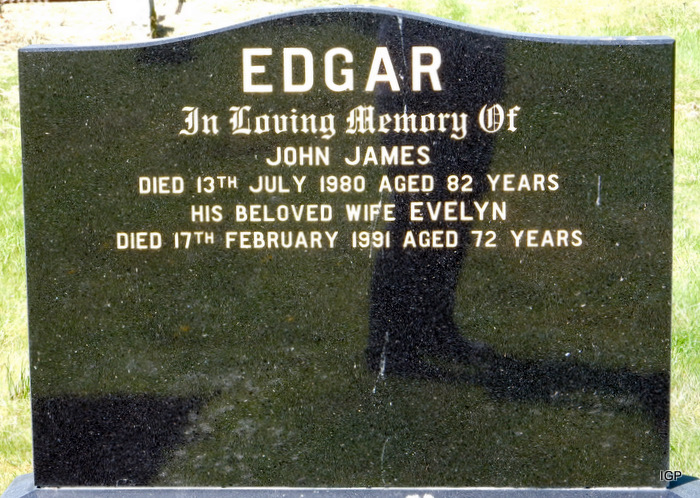 EDGAR
In Loving Memory Of
JOHN JAMES
DIED 13TH JULY 1980 AGED 82 YEARS
HIS BELOVED WIFE EVELYN
DIED 17TH FEBRUARY 1991 AGED 72 YEARS
IGP